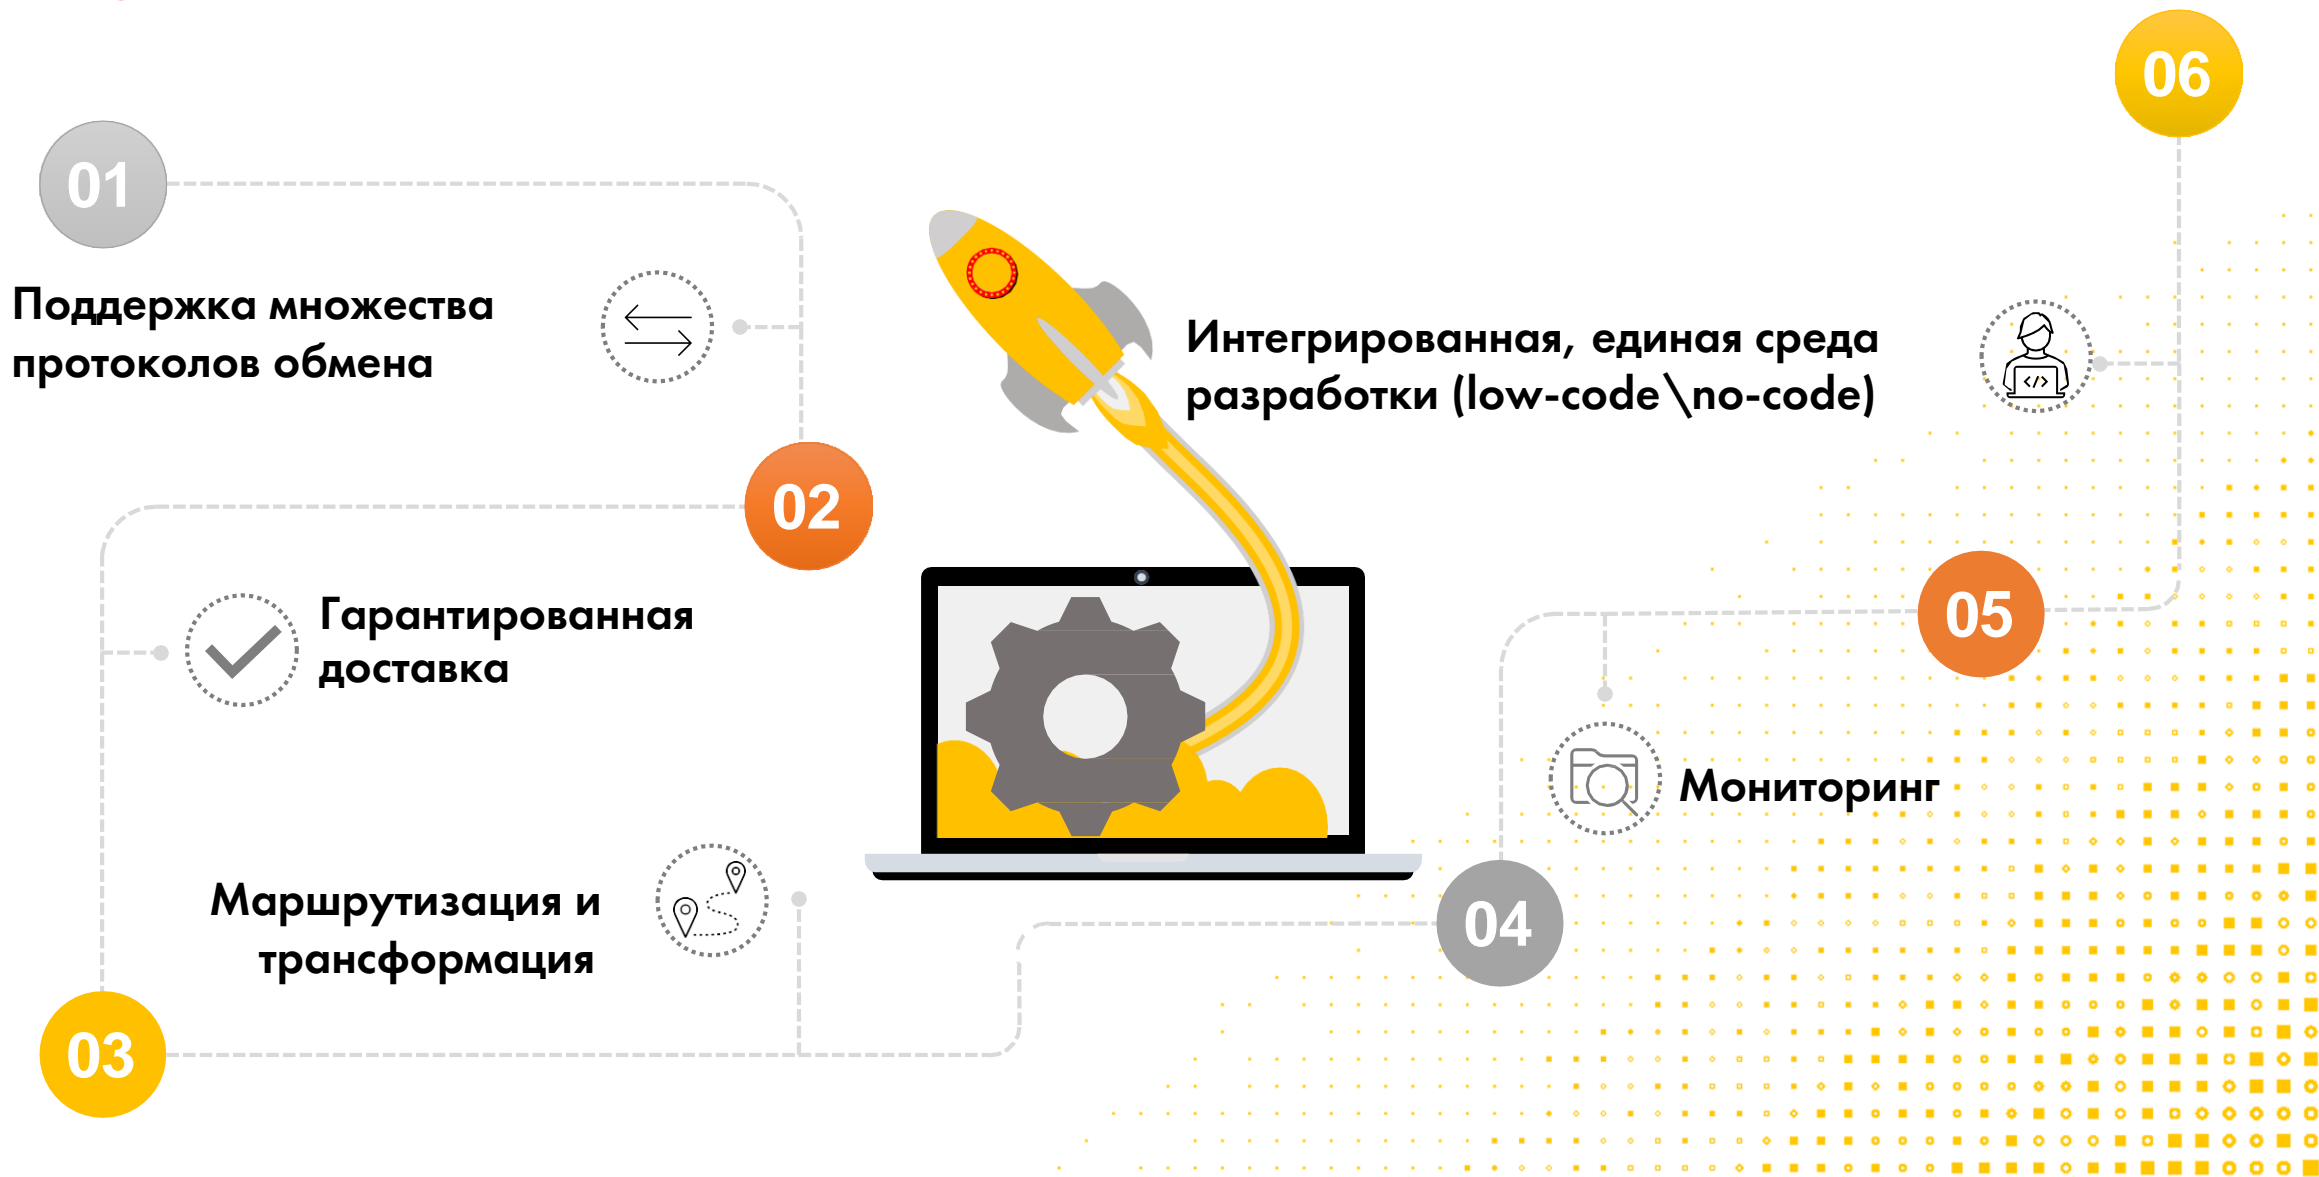 01
Поддержка множества
протоколов обмена
02
Гарантированная
доставка
03
Маршрутизация и
трансформация
04
Мониторинг
05
Интегрированная, единая среда
разработки (low-code\no-code)
</>
06